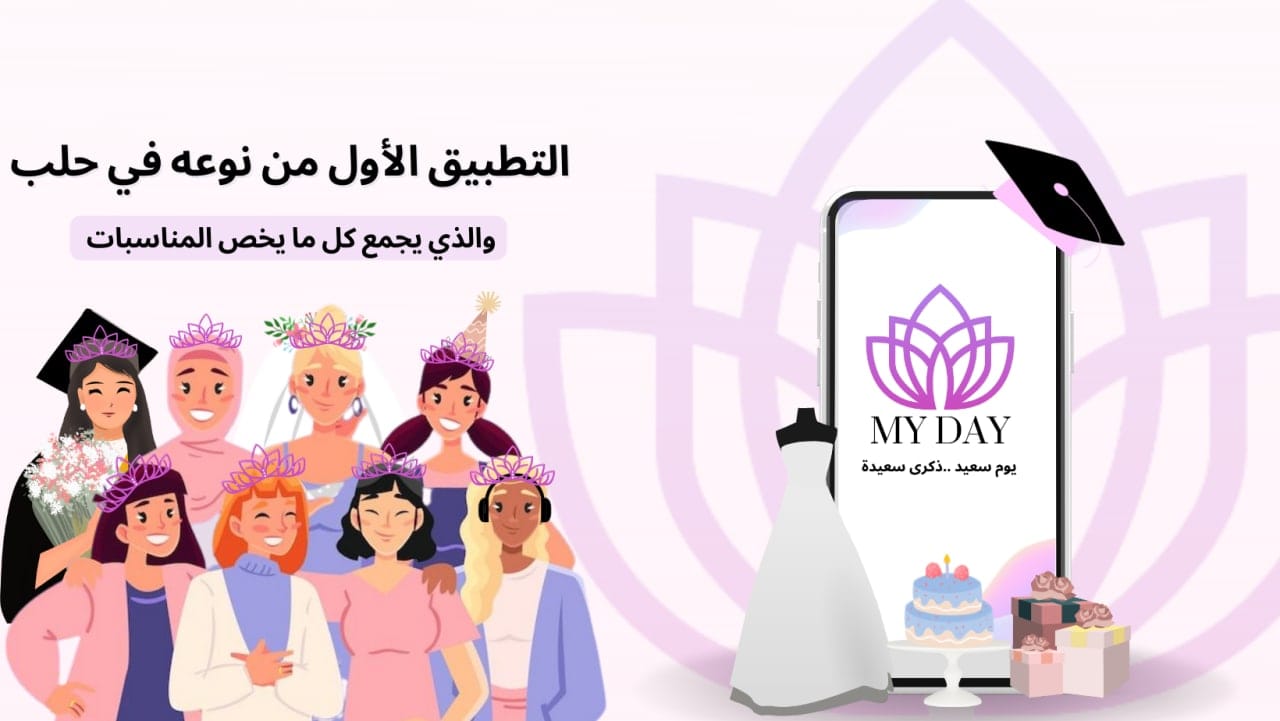 التطبيق الأول من نوعه في حلب
والذي يجمع كل ما يخص المناسبات
MY DAY
يوم سعيد ..ذكرى سعيدة